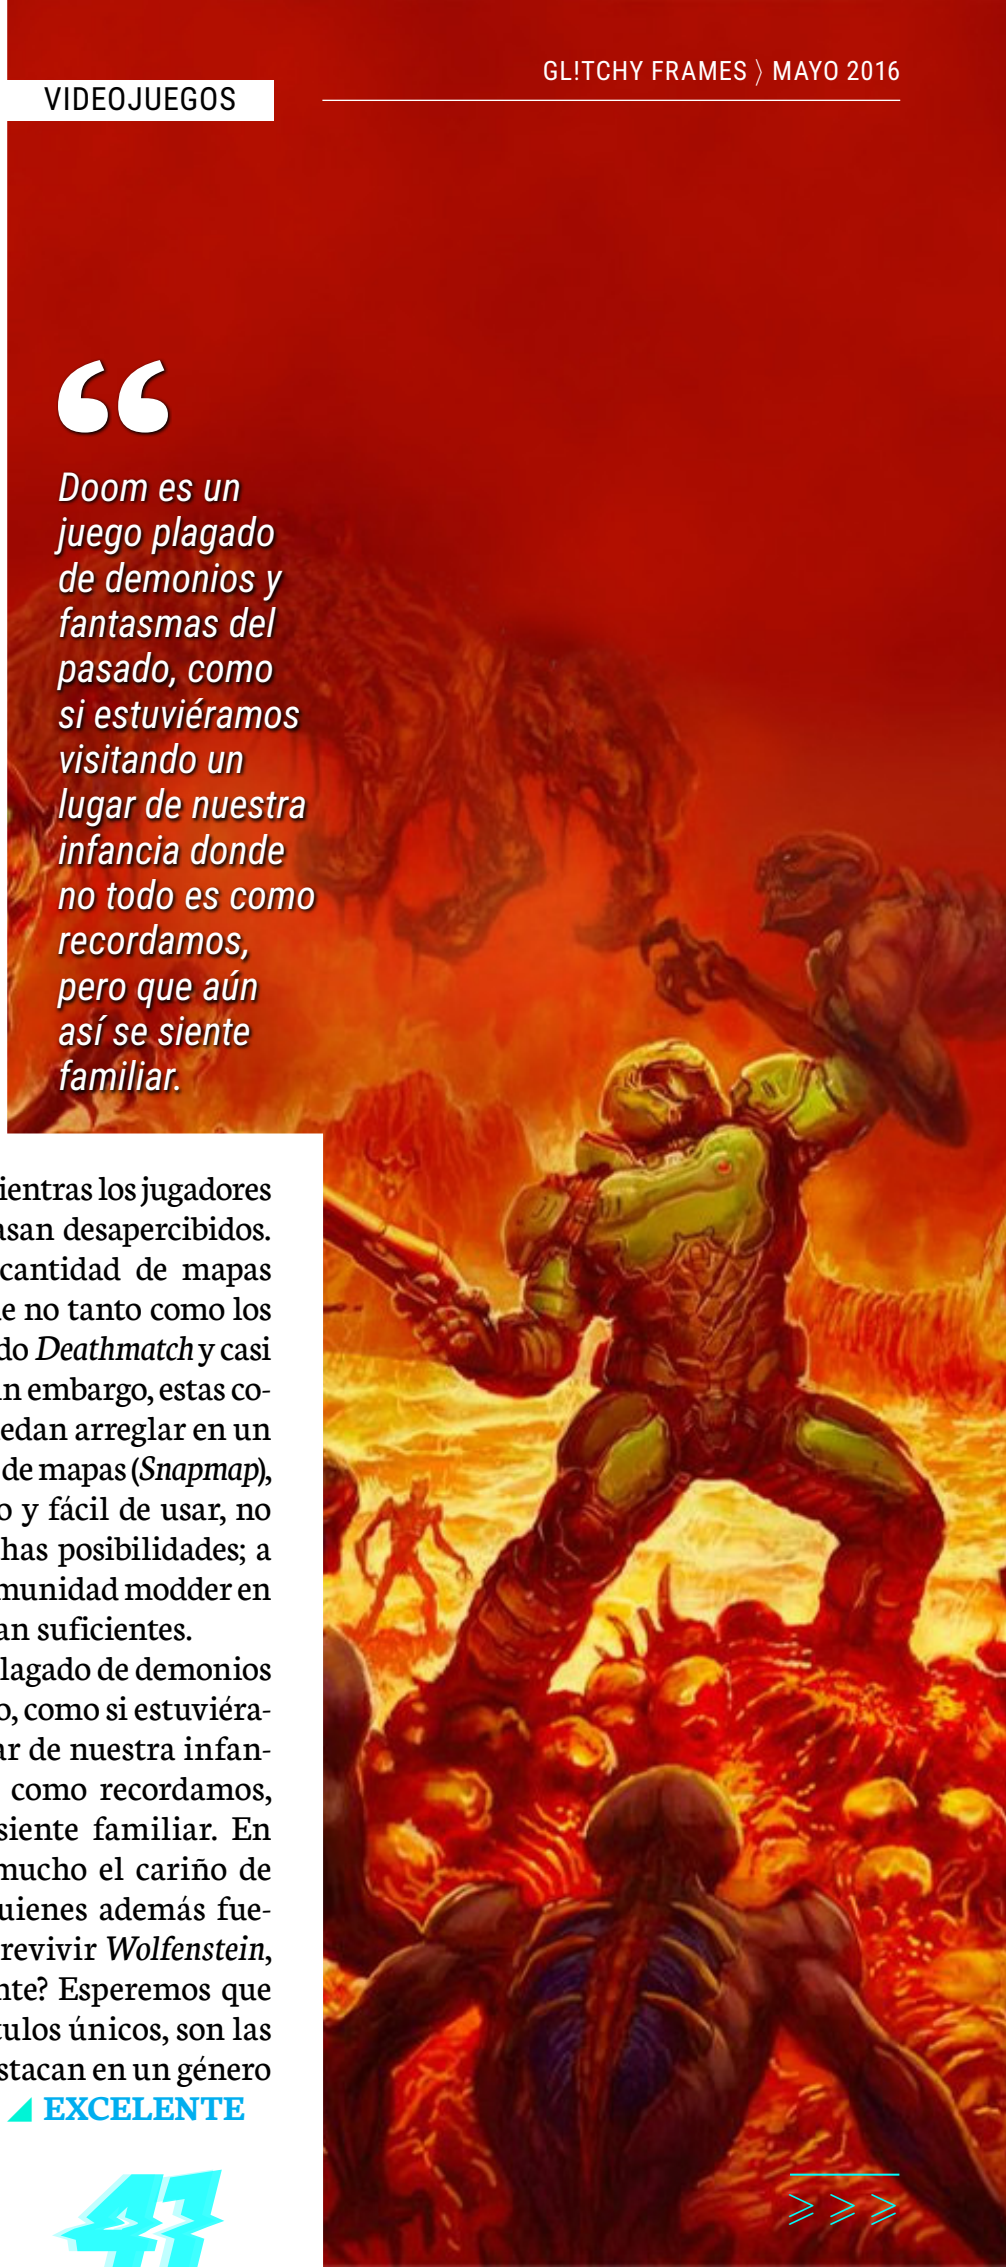 GL!TCHY FRAMES 〉 MAYO 2016
VIDEOJUEGOS
“
Doom es un
juego plagado
de demonios y
fantasmas del
pasado, como
si estuviéramos
visitando un
lugar de nuestra
infancia donde
no todo es como
recordamos,
pero que aún
así se siente
familiar.
ientras los jugadores
asan desapercibidos.
cantidad de mapas
e no tanto como los
do Deathmatch y casi
in embargo, estas co-
edan arreglar en un
de mapas (Snapmap),
o y fácil de usar, no
has posibilidades; a
munidad modder en
an suficientes.
lagado de demonios
o, como si estuviéra-
ar de nuestra infan-
como recordamos,
siente familiar. En
mucho el cariño de
uienes además fue-
revivir Wolfenstein,
nte? Esperemos que
tulos únicos, son las
stacan en un género
EXCELENTE